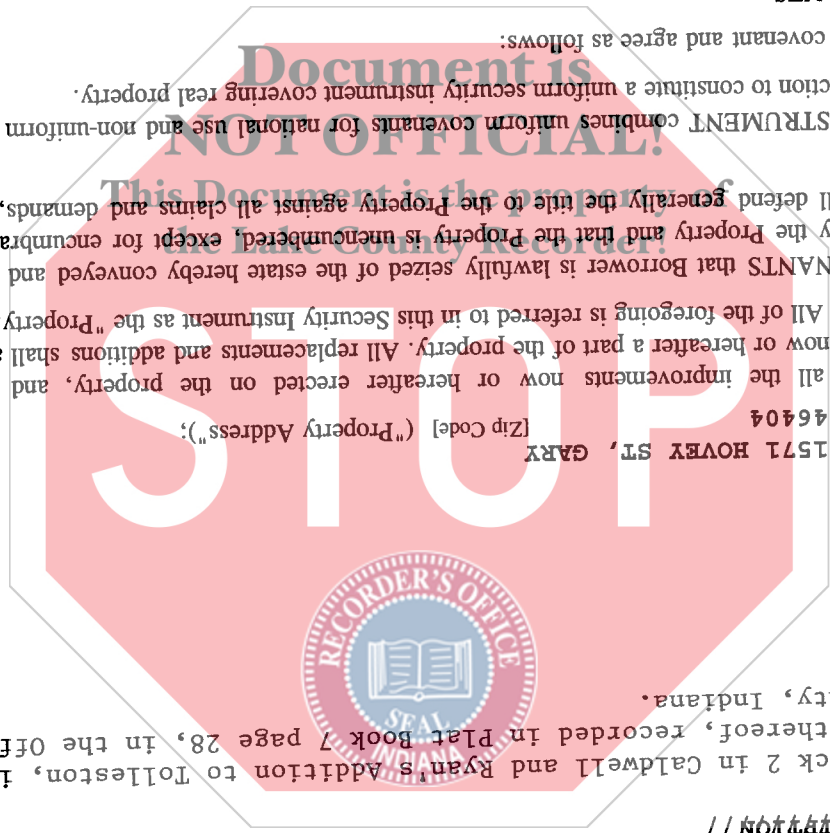 ck 2 in Caldwell and Ryan's Addition to Tolleston, i
thereof, recorded in Plat Book 7 page 28, in the Off
ty, Indiana.
1571 HOVEY ST, GARY
46404 [Zip Code] ("Property Address");
all the improvements now or hereafter erected on the property, and
now or hereafter a part of the property. All replacements and additions shall a
All of the foregoing is referred to in this Security Instrument as the "Property
NANTS that Borrower is lawfully seized of the estate hereby conveyed and
y the Property and that the Property is unencumbered, except for encumbra
ll defend generally the title to the Property against all claims and demands,
STRUMENT combines uniform covenants for national use and non-uniform
ction to constitute a uniform security instrument covering real property.
covenant and agree as follows:
Document is
NOT OFFICIAL!
This Document is the property of
the Lake County Recorder!
STOP
RECORDER'S OFFICE
SEAL
INDIANA